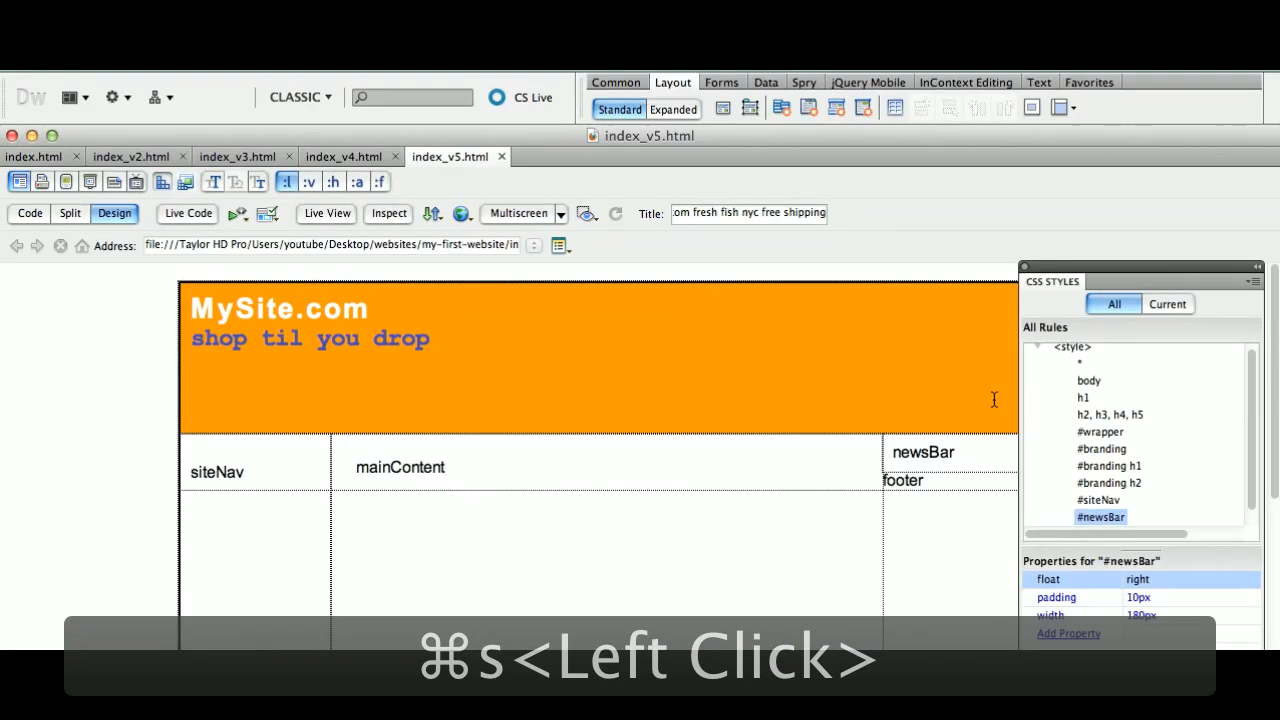 Dw CLASSIC CS Live
Common Layout Forms Data Spry jQuery Mobile InContext Editing Text Favorites
Standard Expanded
index_v5.html
index.html index_v2.html index_v3.html index_v4.html index_v5.html
:l :v :h :a :f
Code Split Design Live Code Live View Inspect Multiscreen Title: om fresh fish nyc free shipping
Address: file:///Taylor HD Pro/Users/youtube/Desktop/websites/my-first-website/in
MySite.com
shop til you drop
siteNav
mainContent
newsBar
footer
CSS STYLES
All Current
All Rules
<style>
*
body
h1
h2, h3, h4, h5
#wrapper
#branding
#branding h1
#branding h2
#siteNav
#newsBar
Properties for "#newsBar"
float right
padding 10px
width 180px
Add Property
⌘s<Left Click>